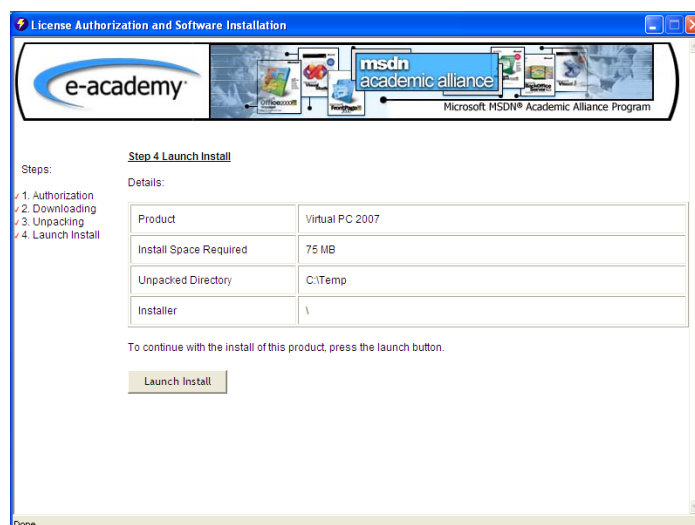 License Authorization and Software Installation
e-academy
msdn
academic alliance
Office2000
FrontPage
Microsoft MSDN® Academic Alliance Program
Step 4 Launch Install
Steps:
Details:
1. Authorization
2. Downloading
3. Unpacking
4. Launch Install
Product Virtual PC 2007
Install Space Required 75 MB
Unpacked Directory C:\Temp
Installer \
To continue with the install of this product, press the launch button.
Launch Install
Done